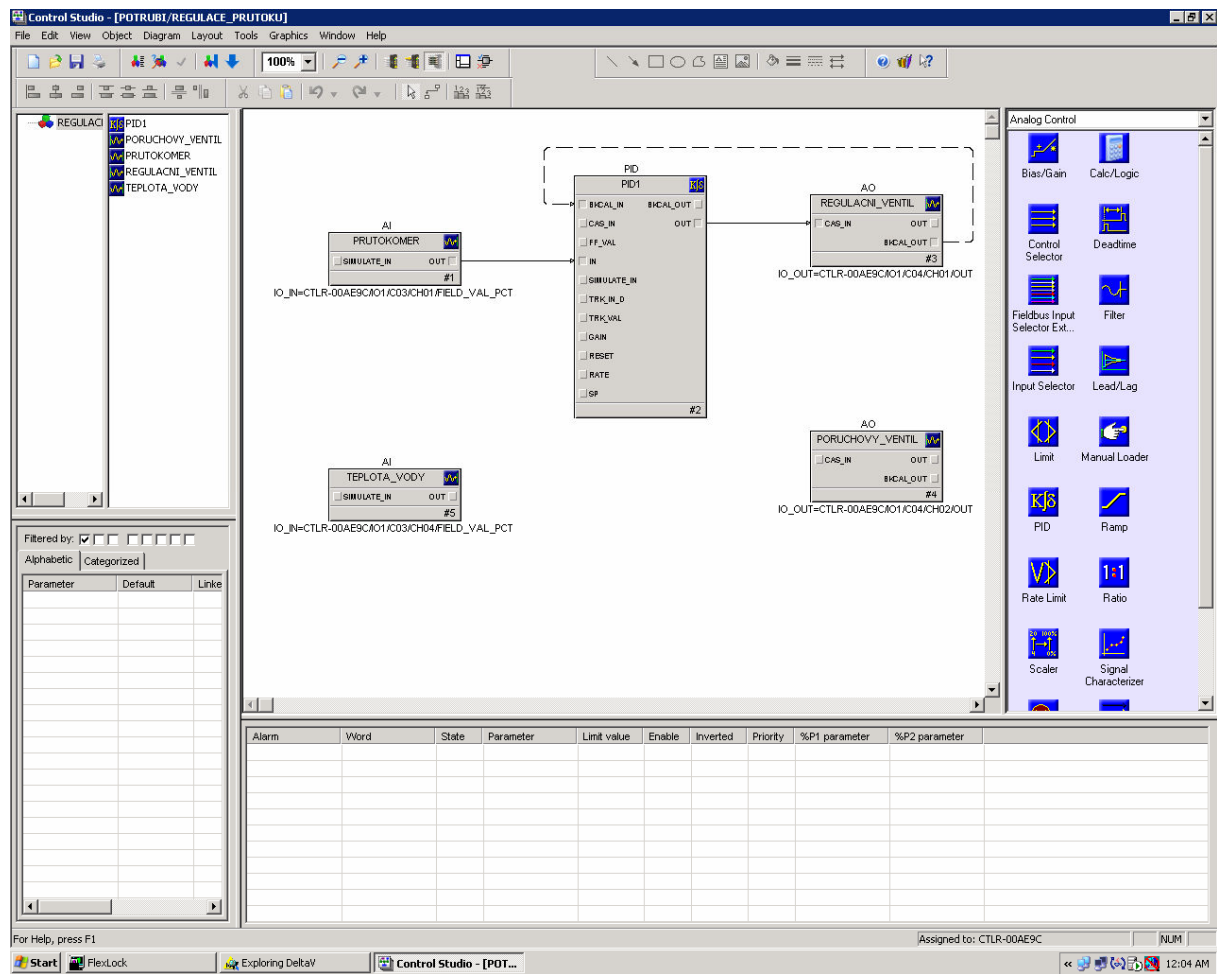 Control Studio - [POTRUBI/REGULACE_PRUTOKU]
File Edit View Object Diagram Layout Tools Graphics Window Help
100%
REGULACI
PID1
PORUCHOVY_VENTIL
PRUTOKOMER
REGULACNI_VENTIL
TEPLOTA_VODY
Filtered by:
Alphabetic Categorized
Parameter Default Linke
AI
PRUTOKOMER
SIMULATE_IN OUT
#1
IO_IN=CTLR-00AE9C/IO1/C03/CH01/FIELD_VAL_PCT
PID
PID1
BKCAL_IN BKCAL_OUT
CAS_IN OUT
FF_VAL
IN
SIMULATE_IN
TRK_IN_D
TRK_VAL
GAIN
RESET
RATE
SP
#2
AO
REGULACNI_VENTIL
CAS_IN OUT
BKCAL_OUT
#3
IO_OUT=CTLR-00AE9C/IO1/C04/CH01/OUT
AI
TEPLOTA_VODY
SIMULATE_IN OUT
#5
IO_IN=CTLR-00AE9C/IO1/C03/CH04/FIELD_VAL_PCT
AO
PORUCHOVY_VENTIL
CAS_IN OUT
BKCAL_OUT
#4
IO_OUT=CTLR-00AE9C/IO1/C04/CH02/OUT
Analog Control
Bias/Gain Calc/Logic
Control Selector Deadtime
Fieldbus Input Selector Ext... Filter
Input Selector Lead/Lag
Limit Manual Loader
PID Ramp
Rate Limit Ratio
Scaler Signal Characterizer
Alarm Word State Parameter Limit value Enable Inverted Priority %P1 parameter %P2 parameter
For Help, press F1 Assigned to: CTLR-00AE9C NUM
Start FlexLock Exploring DeltaV Control Studio - [POT... 12:04 AM